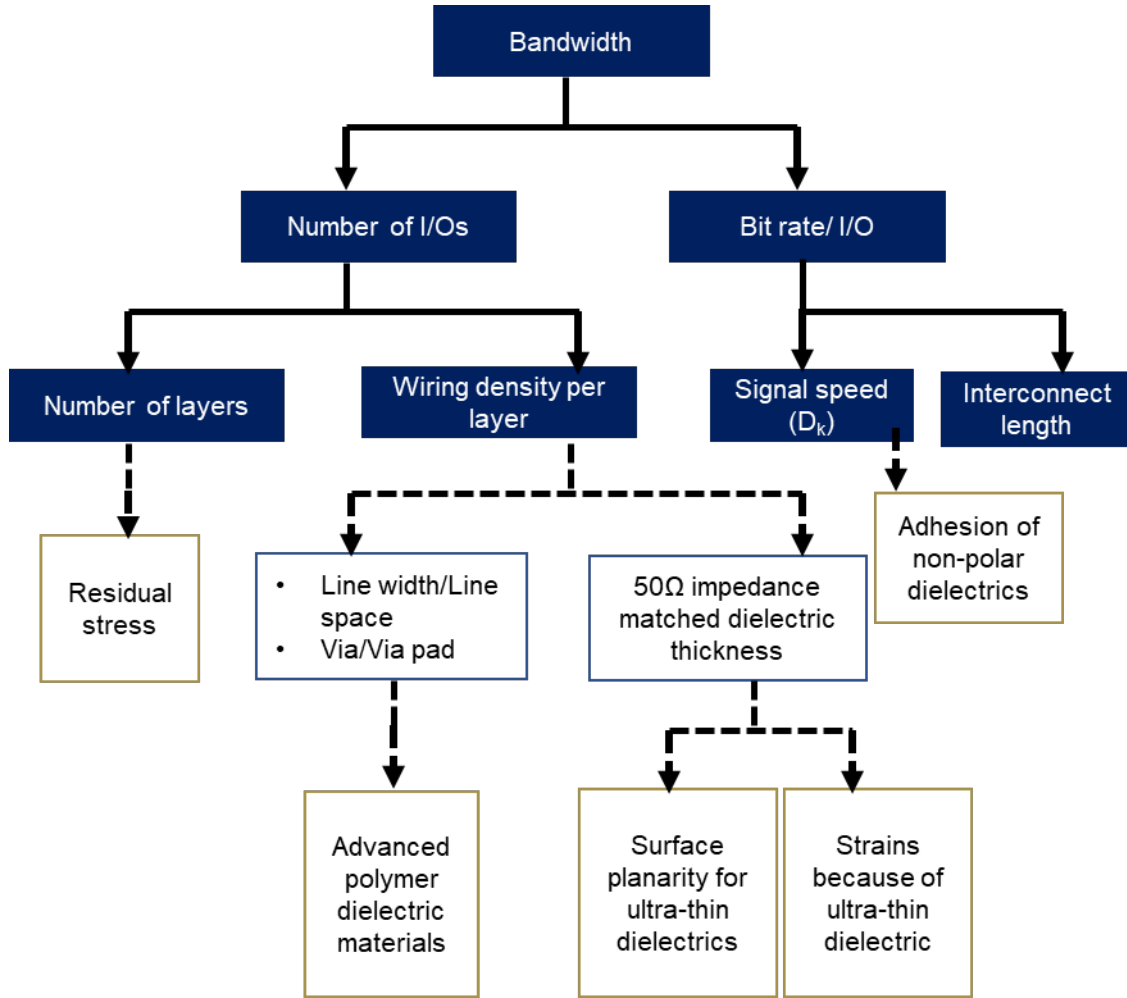 Bandwidth
Number of I/Os
Bit rate/ I/O
Number of layers
Wiring density per
layer
Signal speed
(Dₖ)
Interconnect
length
Residual
stress
• Line width/Line
space
• Via/Via pad
50Ω impedance
matched dielectric
thickness
Adhesion of
non-polar
dielectrics
Advanced
polymer
dielectric
materials
Surface
planarity for
ultra-thin
dielectrics
Strains
because of
ultra-thin
dielectric